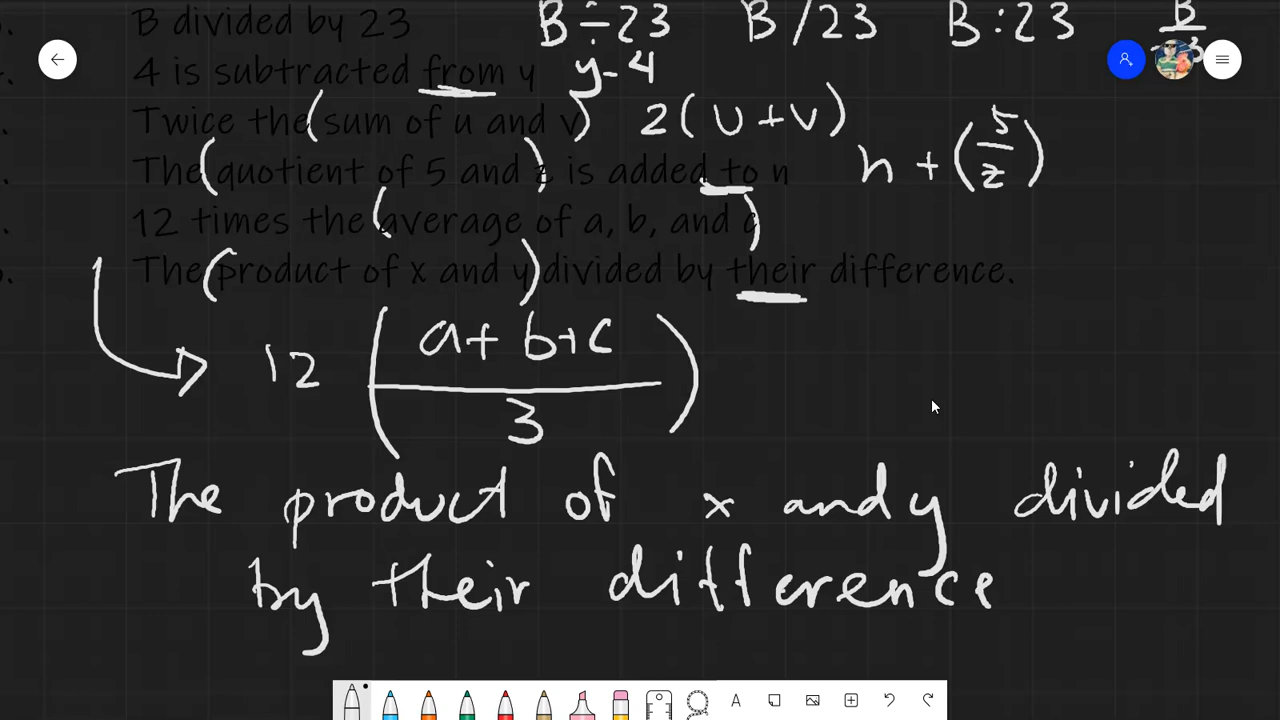 B divided by 23 B÷23 B/23 B:23 B
4 is subtracted from y y-4
Twice the (sum of u and v) 2(u+v)
The (quotient of 5 and z) is added to n n+(5/z)
12 times the (average of a, b, and c)
The (product of x and y) divided by their difference.
12 (a+b+c
3)
The product of x and y divided
by their difference
A